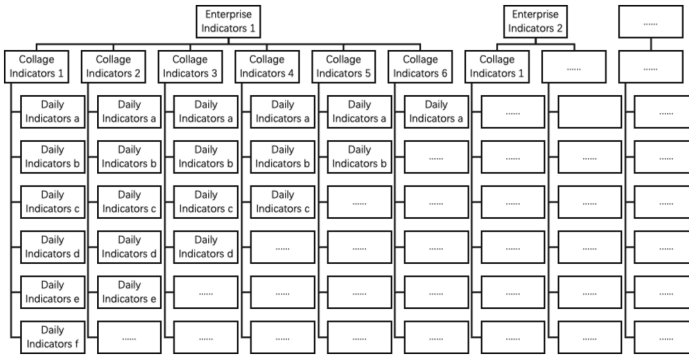 Enterprise
Indicators 1
Enterprise
Indicators 2
......
Collage
Indicators 1
Collage
Indicators 2
Collage
Indicators 3
Collage
Indicators 4
Collage
Indicators 5
Collage
Indicators 6
Collage
Indicators 1
......
......
Daily
Indicators a
Daily
Indicators a
Daily
Indicators a
Daily
Indicators a
Daily
Indicators a
Daily
Indicators a
......
......
Daily
Indicators b
Daily
Indicators b
Daily
Indicators b
Daily
Indicators b
Daily
Indicators b
......
......
......
......
Daily
Indicators c
Daily
Indicators c
Daily
Indicators c
Daily
Indicators c
......
......
......
......
......
Daily
Indicators d
Daily
Indicators d
Daily
Indicators d
......
......
......
......
......
......
Daily
Indicators e
Daily
Indicators e
......
......
......
......
......
......
......
Daily
Indicators f
......
......
......
......
......
......
......
......